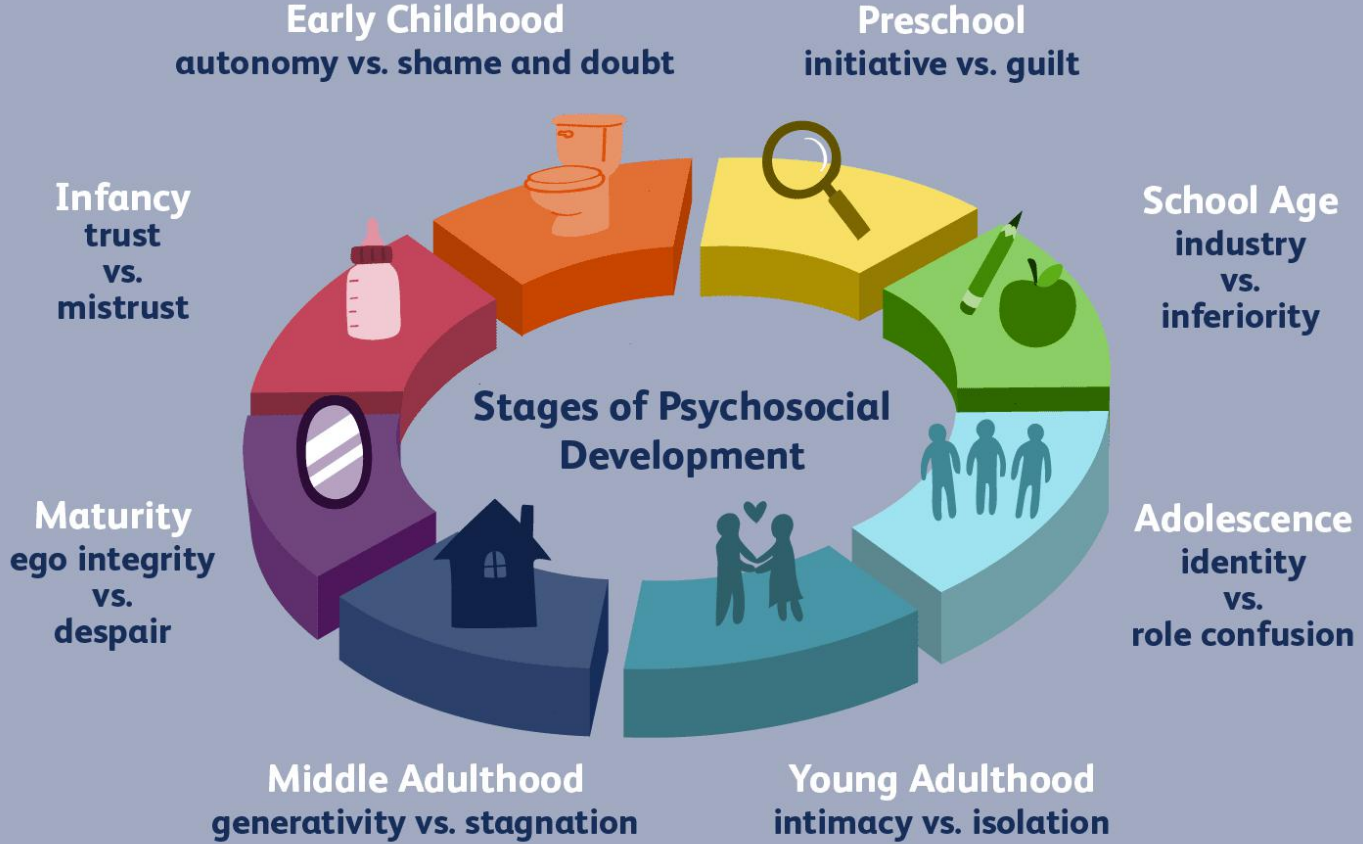 Early Childhood
autonomy vs. shame and doubt
Preschool
initiative vs. guilt
Infancy
trust
vs.
mistrust
School Age
industry
vs.
inferiority
Stages of Psychosocial
Development
Maturity
ego integrity
vs.
despair
Adolescence
identity
vs.
role confusion
Middle Adulthood
generativity vs. stagnation
Young Adulthood
intimacy vs. isolation